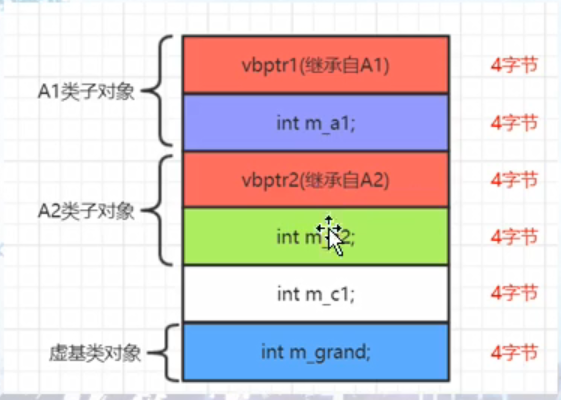 vbptr1(继承自A1)
4字节
A1类子对象
int m_a1;
4字节
vbptr2(继承自A2)
4字节
A2类子对象
int
2;
4字节
int m_c1;
4字节
虚基类对象
int m_grand;
4字节